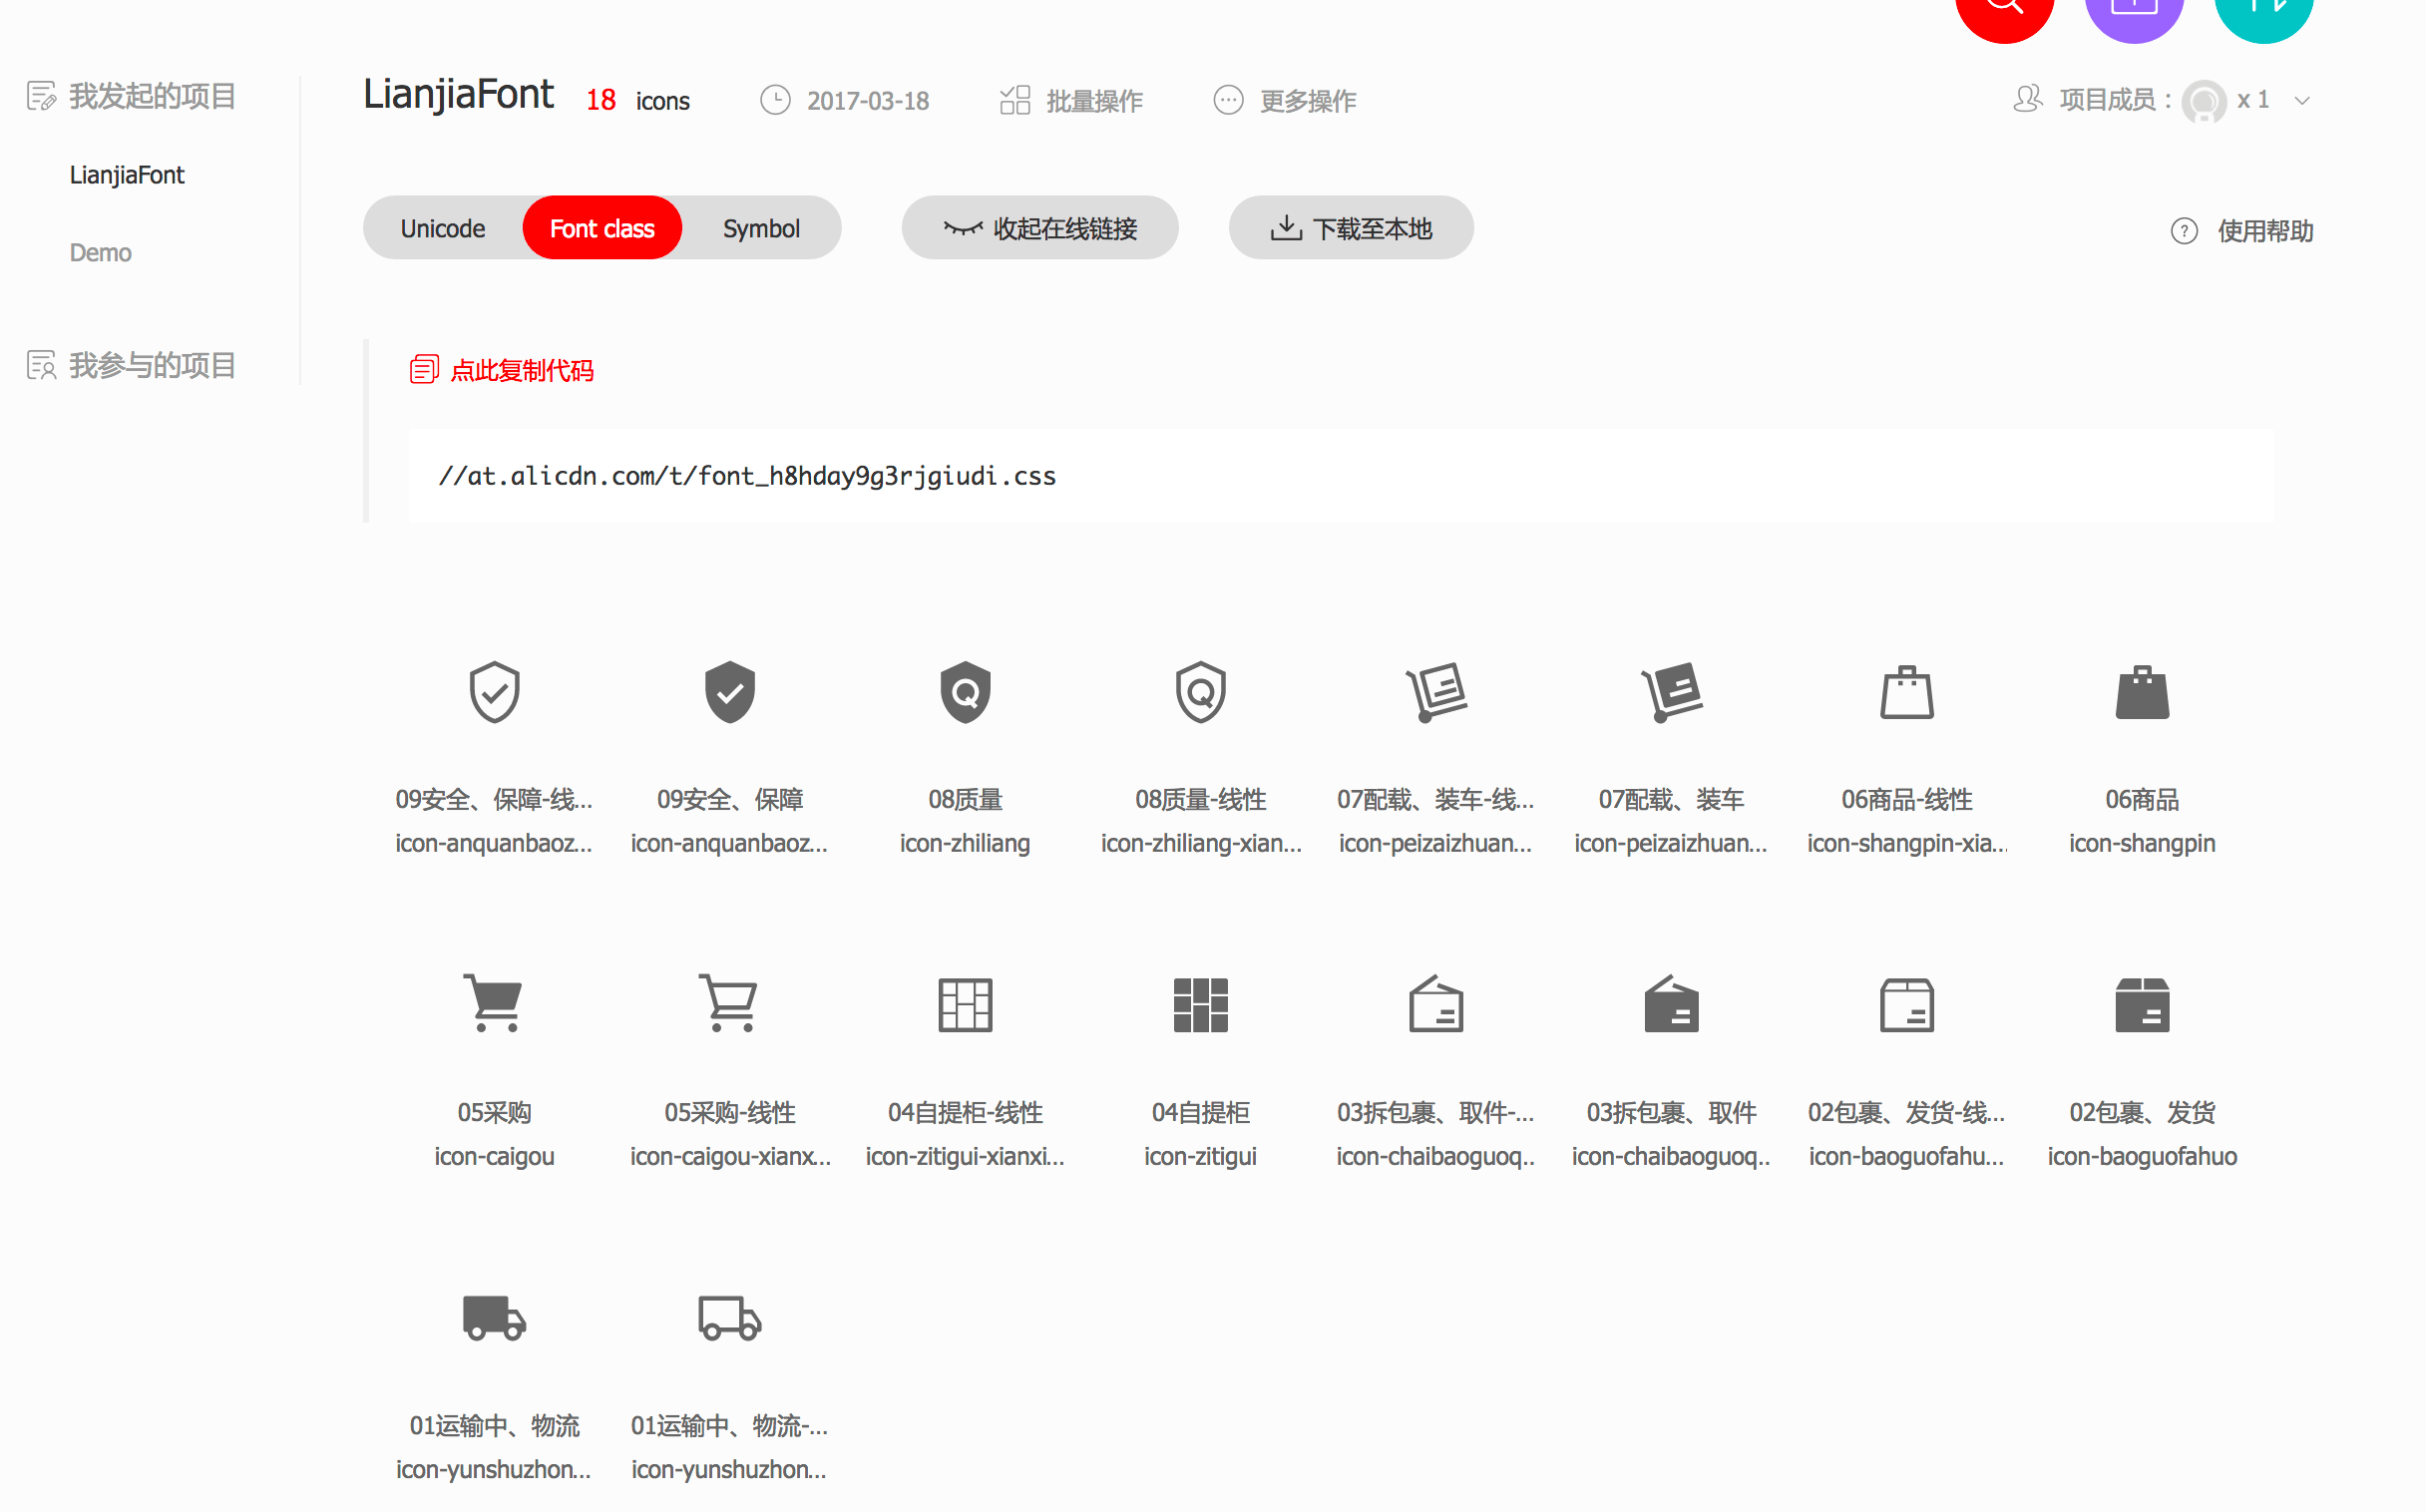 我发起的项目
LianjiaFont
Demo
我参与的项目
LianjiaFont 18 icons 2017-03-18 批量操作 更多操作 项目成员： x 1
Unicode Font class Symbol 收起在线链接 下载至本地 使用帮助
点此复制代码
//at.alicdn.com/t/font_h8hday9g3rjgiudi.css
09安全、保障-线... 09安全、保障 08质量 08质量-线性 07配载、装车-线... 07配载、装车 06商品-线性 06商品
icon-anquanbaoz... icon-anquanbaoz... icon-zhiliang icon-zhiliang-xian... icon-peizaizhuan... icon-peizaizhuan... icon-shangpin-xia... icon-shangpin
05采购 05采购-线性 04自提柜-线性 04自提柜 03拆包裹、取件-... 03拆包裹、取件 02包裹、发货-线... 02包裹、发货
icon-caigou icon-caigou-xianx... icon-zitigui-xianxi... icon-zitigui icon-chaibaoguoq.. icon-chaibaoguoq.. icon-baoguofahu... icon-baoguofahuo
01运输中、物流 01运输中、物流-...
icon-yunshuzhon... icon-yunshuzhon...